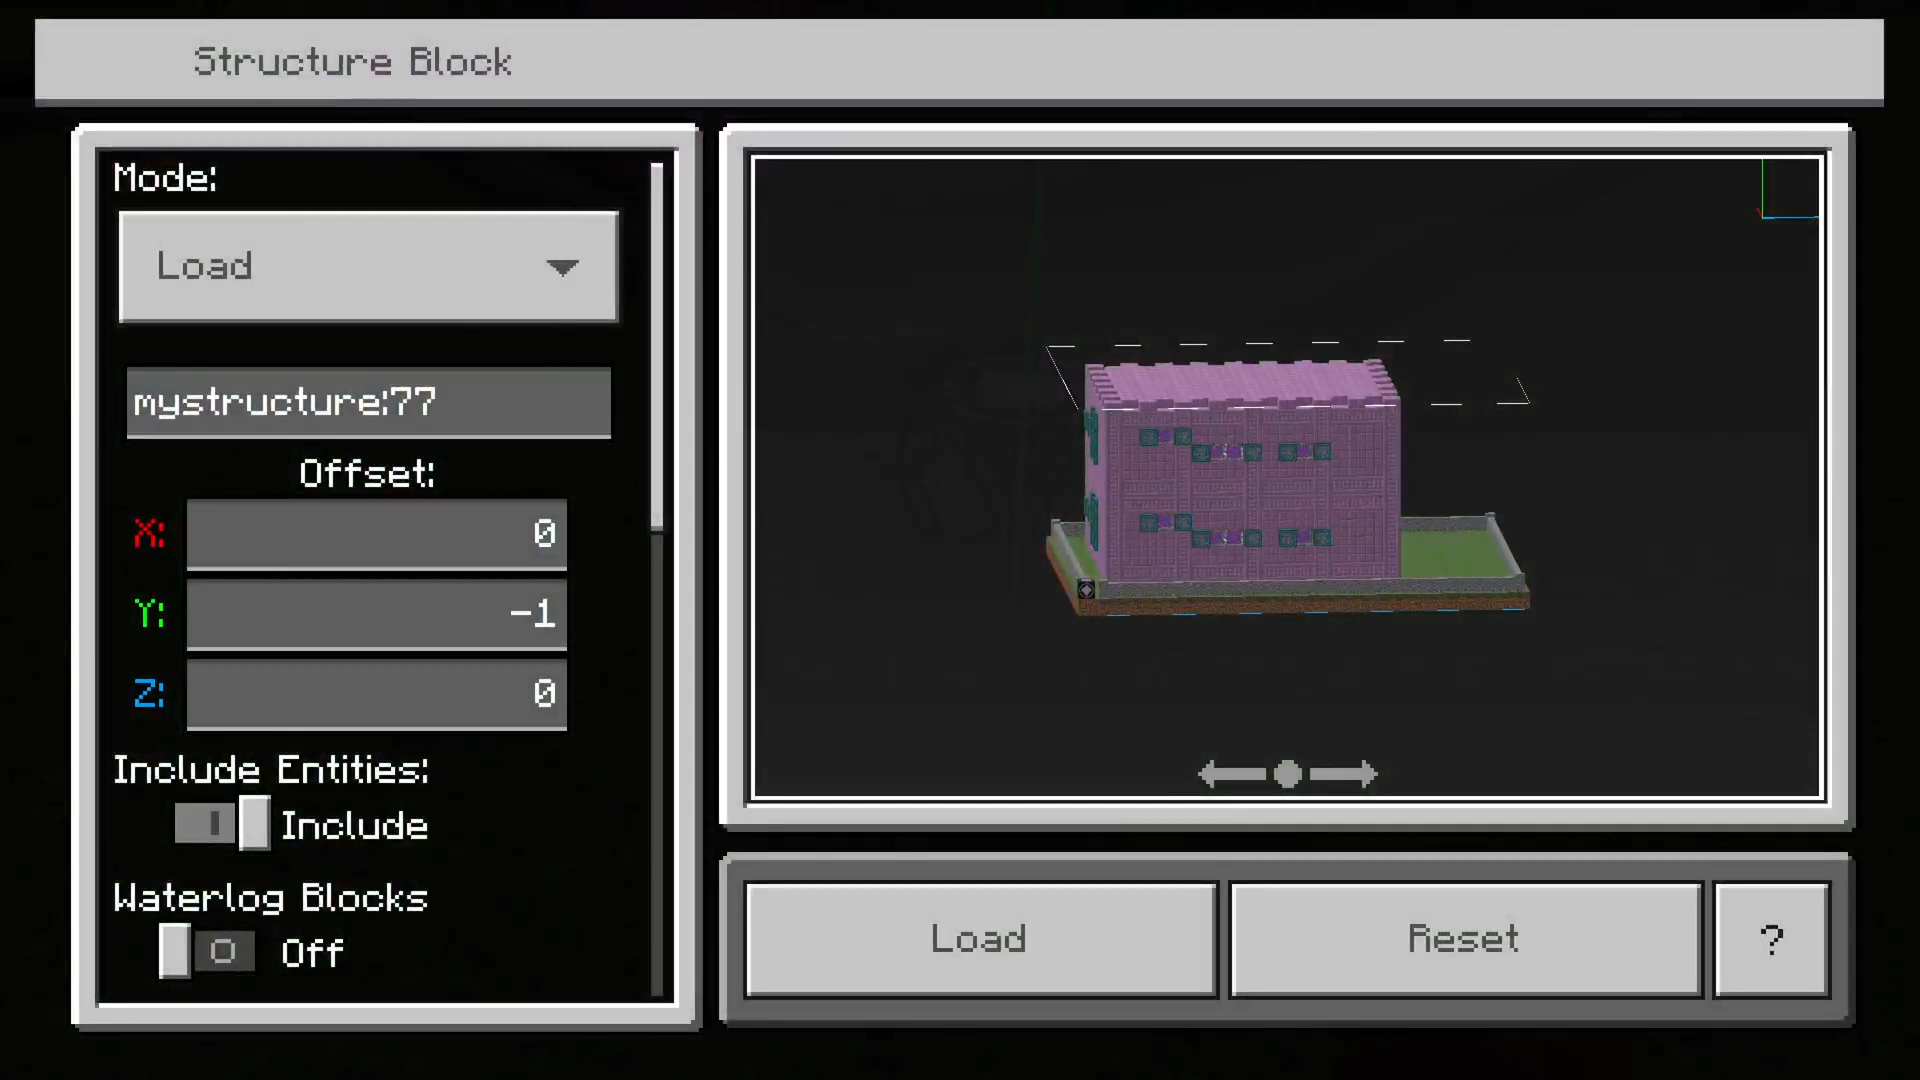 Structure Block
Mode:
Load
mystructure:77
Offset:
X: 0
Y: -1
Z: 0
Include Entities:
Include
Waterlog Blocks
Off
Load
Reset
?